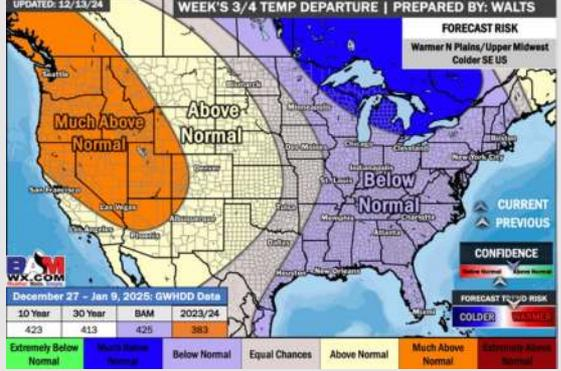 UPDATED: 12/13/24
WEEK'S 3/4 TEMP DEPARTURE | PREPARED BY: WALTS
FORECAST RISK
Warmer N Plains/Upper Midwest
Colder SE US
Seattle
Bismarck
Minneapolis
Much Above
Normal
Above
Normal
Boston
Des Moines
Chicago
Cleveland
New York City
Denver
Indianapolis
St. Louis
Below
Normal
San Francisco
Las Vegas
Tulsa
Memphis
Charlotte
Los Angeles
Phoenix
Albuquerque
Dallas
Atlanta
CURRENT
PREVIOUS
Houston
New Orleans
Miami
CONFIDENCE
Below Normal
Above Normal
BAM
WX.COM
FORECAST TREND RISK
COLDER
WARMER
December 27 – Jan 9, 2025: GWHDD Data
10 Year
30 Year
BAM
2023/24
423
413
425
383
Extremely Below
Normal
Much Below
Normal
Below Normal
Equal Chances
Above Normal
Much Above
Normal
Extremely Above
Normal